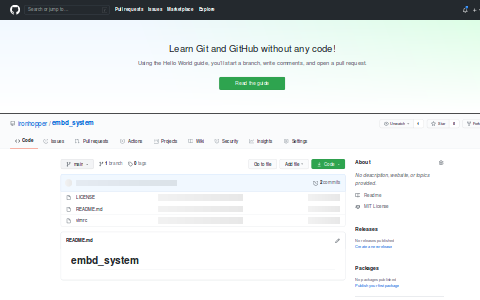 Search or jump to...
Pull requests Issues Marketplace Explore
Learn Git and GitHub without any code!
Using the Hello World guide, you'll start a branch, write comments, and open a pull request.
Read the guide
ironhopper / embd_system
Unwatch 1 Star 0
Code Issues Pull requests Actions Projects Wiki Security Insights Settings
main 1 branch 0 tags Go to file Add file Code
2 commits
LICENSE
README.md
README.md
embd_system
About
No description, website, or topics provided.
Readme
MIT License
Releases
No releases published
Create a new release
Packages
No packages published
Publish your first package